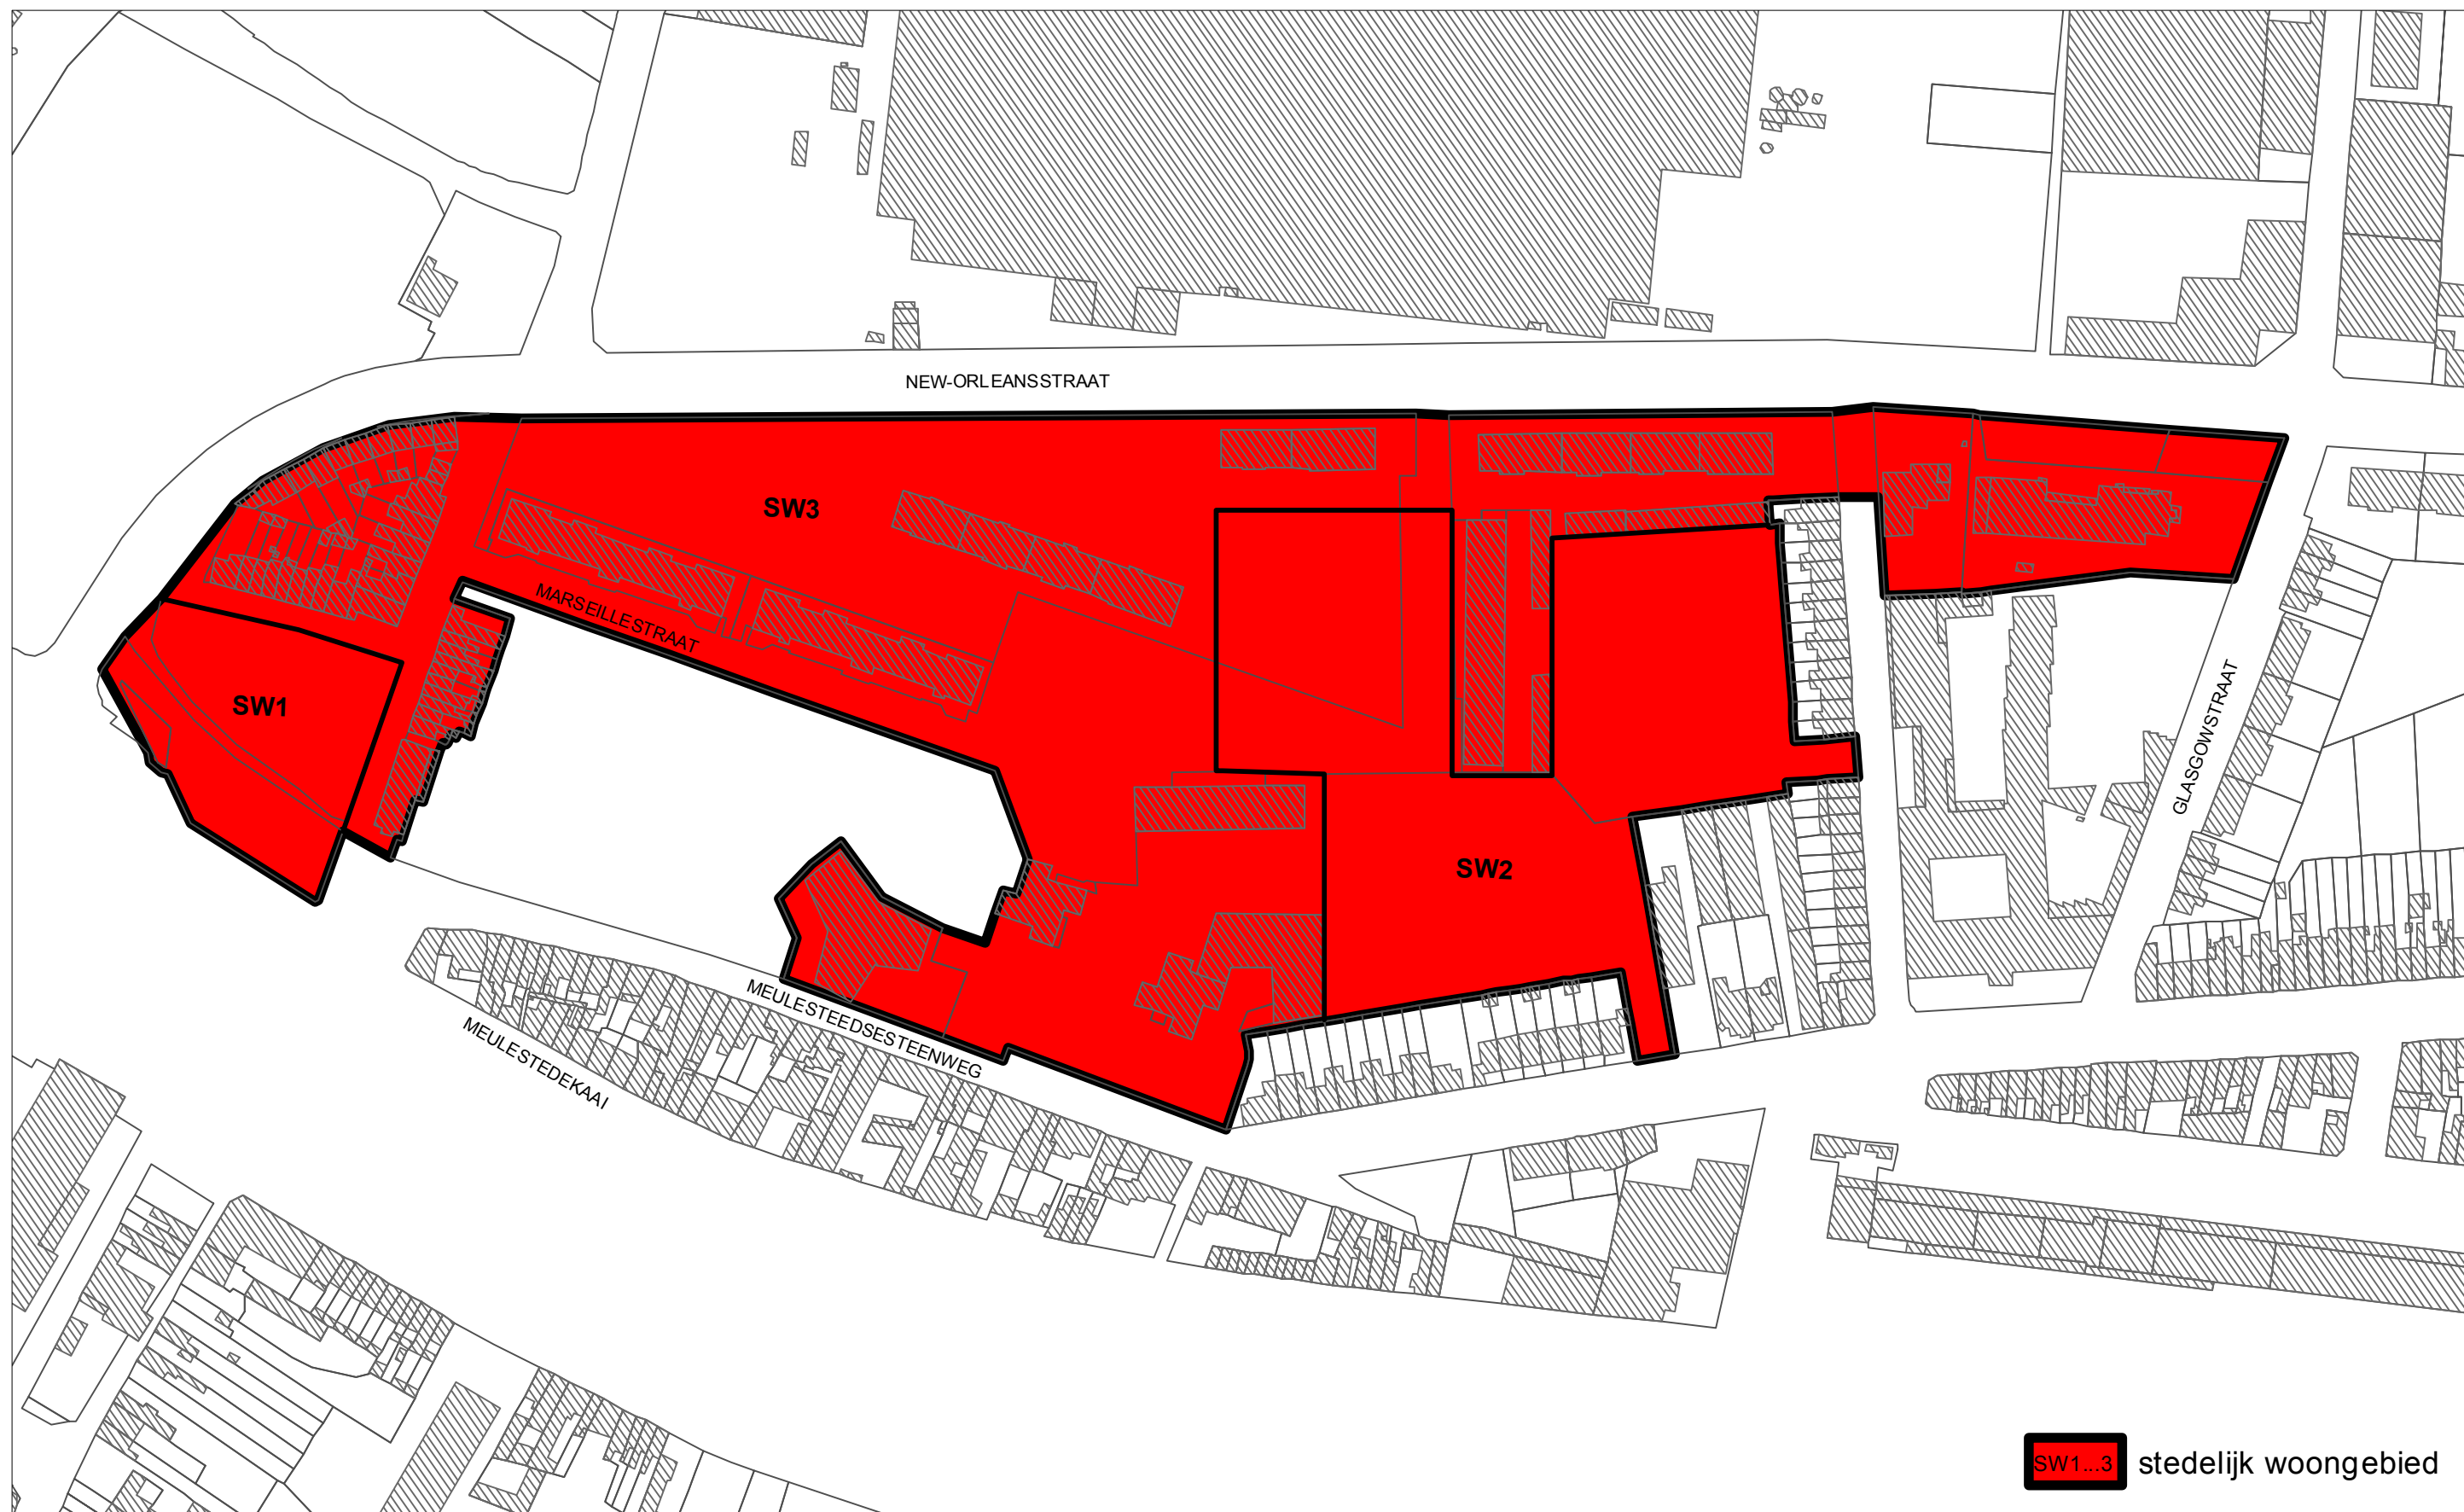 NEW-ORLEANSSTRAAT
SW3
MARSEILLESTRAAT
SW1
GLASGOWSTRAAT
SW2
MEULESTEEDSESTEENWEG
MEULESTEDEKAAI
SW1...3 stedelijk woongebied